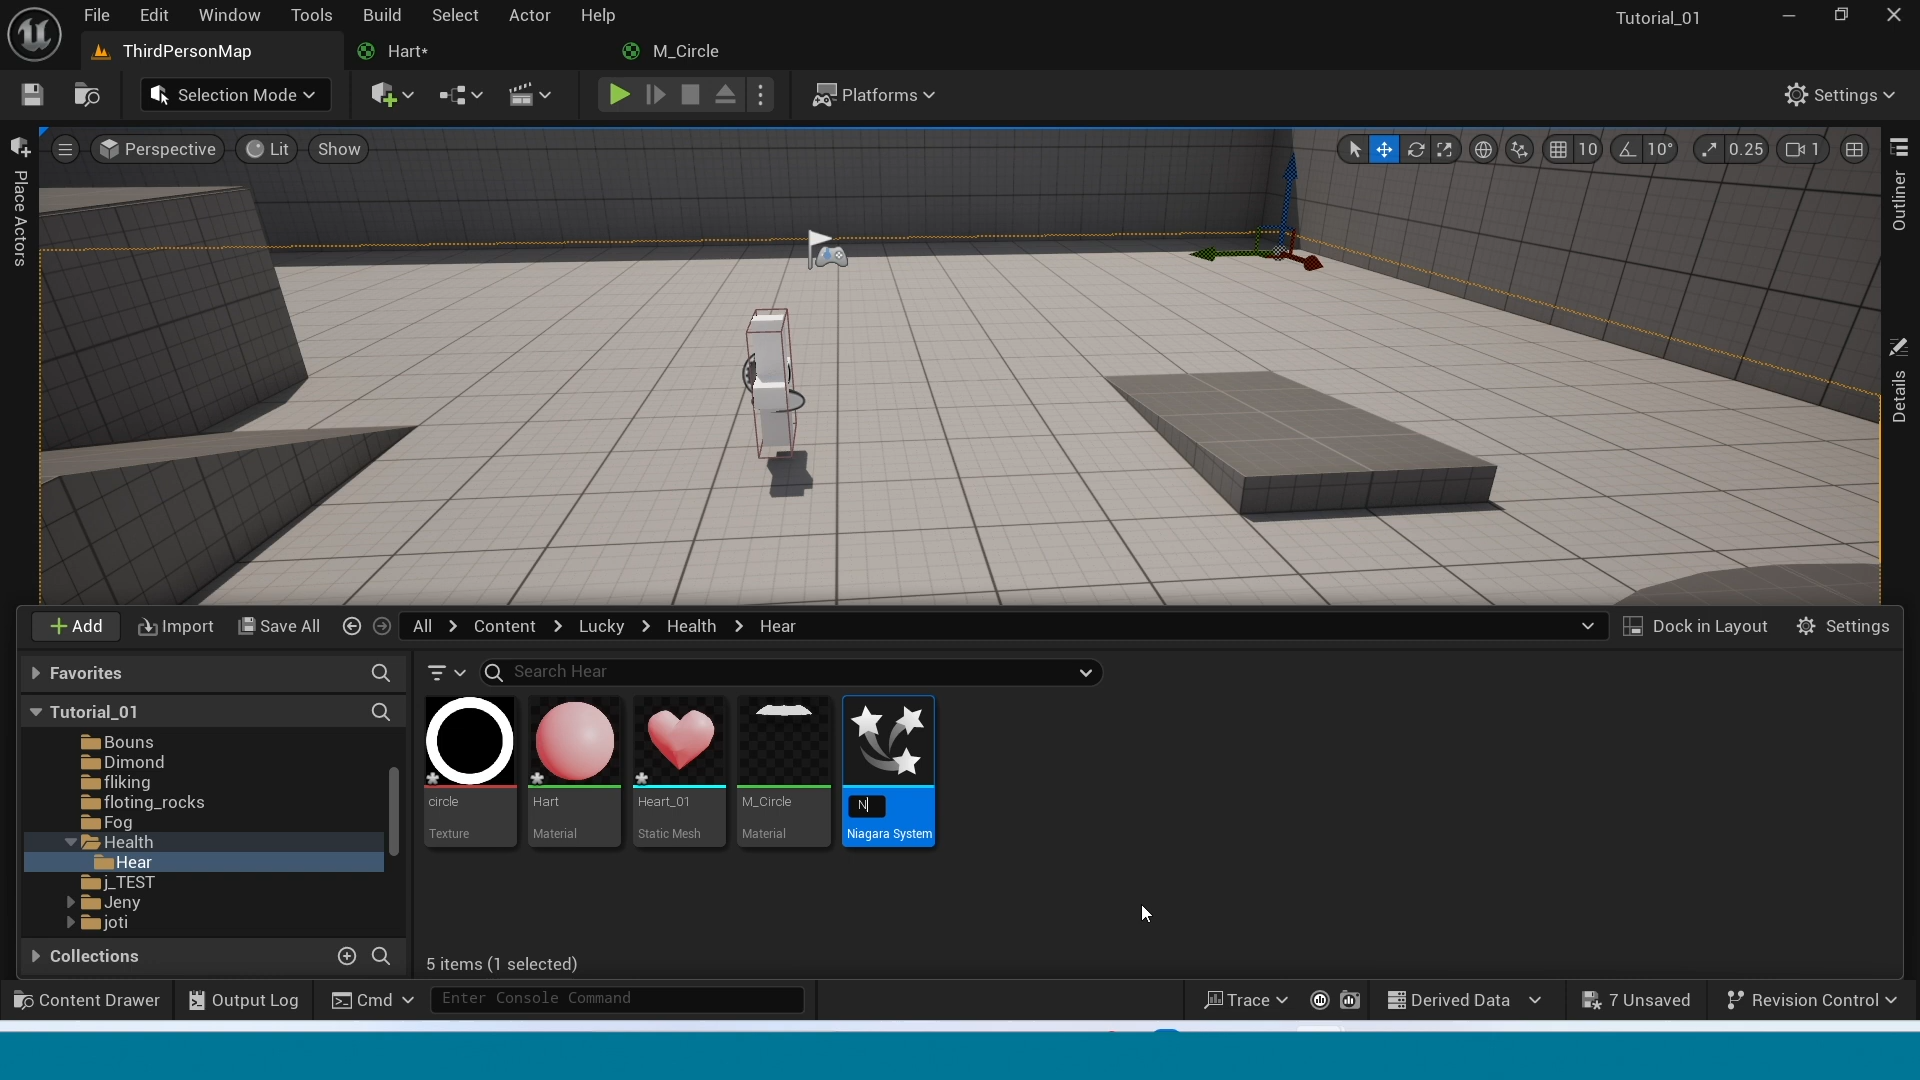 File Edit Window Tools Build Select Actor Help
Tutorial_01
ThirdPersonMap
Hart*
M_Circle
Selection Mode
Platforms
Settings
Perspective
Lit
Show
10
10°
0.25
1
Place Actors
Outliner
Details
Add
Import
Save All
All
Content
Lucky
Health
Hear
Dock in Layout
Settings
Favorites
Search Hear
Tutorial_01
Bouns
Dimond
fliking
floting_rocks
Fog
Health
Hear
j_TEST
Jeny
joti
Collections
circle
Texture
Hart
Material
Heart_01
Static Mesh
M_Circle
Material
N
Niagara System
5 items (1 selected)
Content Drawer
Output Log
Cmd
Enter Console Command
Trace
Derived Data
7 Unsaved
Revision Control